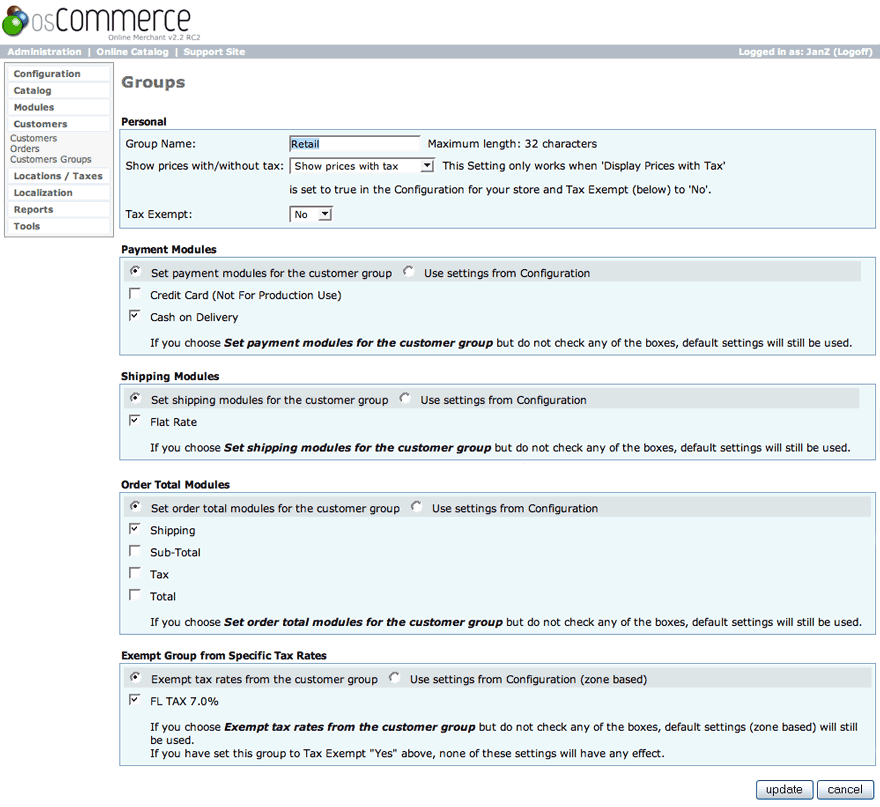 osCommerce
Online Merchant v2.2 RC2
Administration | Online Catalog | Support Site
Logged in as: JanZ (Logoff)
Configuration
Catalog
Modules
Customers
Customers
Orders
Customers Groups
Locations / Taxes
Localization
Reports
Tools
Groups
Personal
Group Name: Retail Maximum length: 32 characters
Show prices with/without tax: Show prices with tax This Setting only works when 'Display Prices with Tax'
is set to true in the Configuration for your store and Tax Exempt (below) to 'No'.
Tax Exempt: No
Payment Modules
Set payment modules for the customer group Use settings from Configuration
Credit Card (Not For Production Use)
Cash on Delivery
If you choose Set payment modules for the customer group but do not check any of the boxes, default settings will still be used.
Shipping Modules
Set shipping modules for the customer group Use settings from Configuration
Flat Rate
If you choose Set shipping modules for the customer group but do not check any of the boxes, default settings will still be used.
Order Total Modules
Set order total modules for the customer group Use settings from Configuration
Shipping
Sub-Total
Tax
Total
If you choose Set order total modules for the customer group but do not check any of the boxes, default settings will still be used.
Exempt Group from Specific Tax Rates
Exempt tax rates from the customer group Use settings from Configuration (zone based)
FL TAX 7.0%
If you choose Exempt tax rates from the customer group but do not check any of the boxes, default settings (zone based) will still
be used.
If you have set this group to Tax Exempt "Yes" above, none of these settings will have any effect.
update cancel